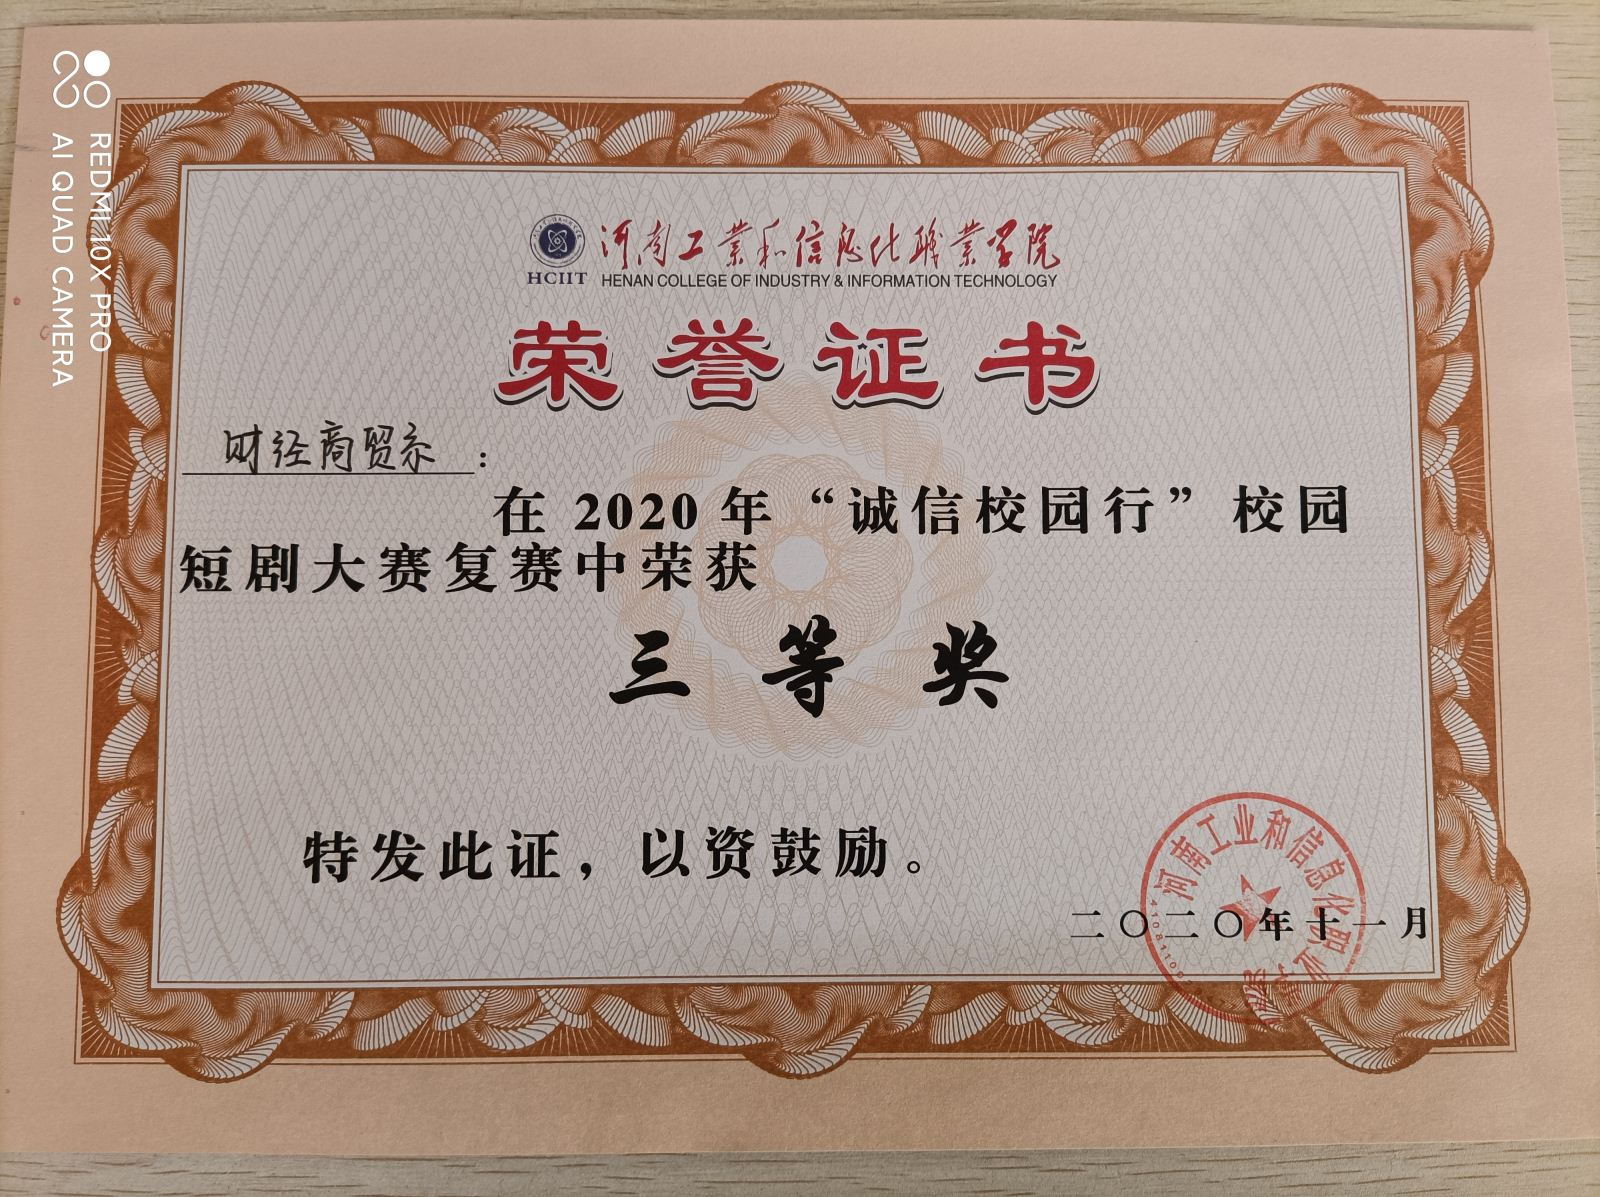 河南工业和信息化职业学院
HCIIT
HENAN COLLEGE OF INDUSTRY & INFORMATION TECHNOLOGY
荣誉证书
财经商贸系：
在 2020 年“诚信校园行”校园
短剧大赛复赛中荣获
三等奖
特发此证，以资鼓励。
二〇二〇年十一月
河南工业和信息化职业学院
REDMI 10X PRO
AI QUAD CAMERA